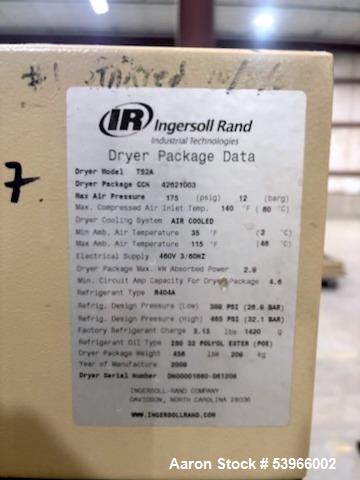 #1 Started
7.
IR Ingersoll Rand
Industrial Technologies
Dryer Package Data
Dryer Model TS2A
Dryer Package CCN 42621003
Max Air Pressure 175 (psig) 12 (barg)
Max. Compressed Air Inlet Temp. 140 °F ( 60 °C)
Dryer Cooling System AIR COOLED
Min Amb. Air Temperature 35 °F (2 °C)
Max Amb. Air Temperature 115 °F (46 °C)
Electrical Supply 460V 3/60HZ
Dryer Package Max. kW Absorbed Power 2.9
Min. Circuit Amp Capacity For Dryer Package 4.6
Refrigerant Type R404A
Refrig. Design Pressure (Low) PSI BAR)
Refrig. Design Pressure (High) 465 PSI (32.1 BAR)
Factory Refrigerant Charge 3.13 lbs 1420 g
Refrigerant Oil Type ISO 32 POLYOL ESTER (POE)
Dryer Package Weight 456 lbs kg
Year of Manufacture
Dryer Serial Number
INGERSOLL-RAND COMPANY
DAVIDSON, NORTH CAROLINA 28036
WWW.INGERSOLLRAND.COM
Aaron Stock # 53966002